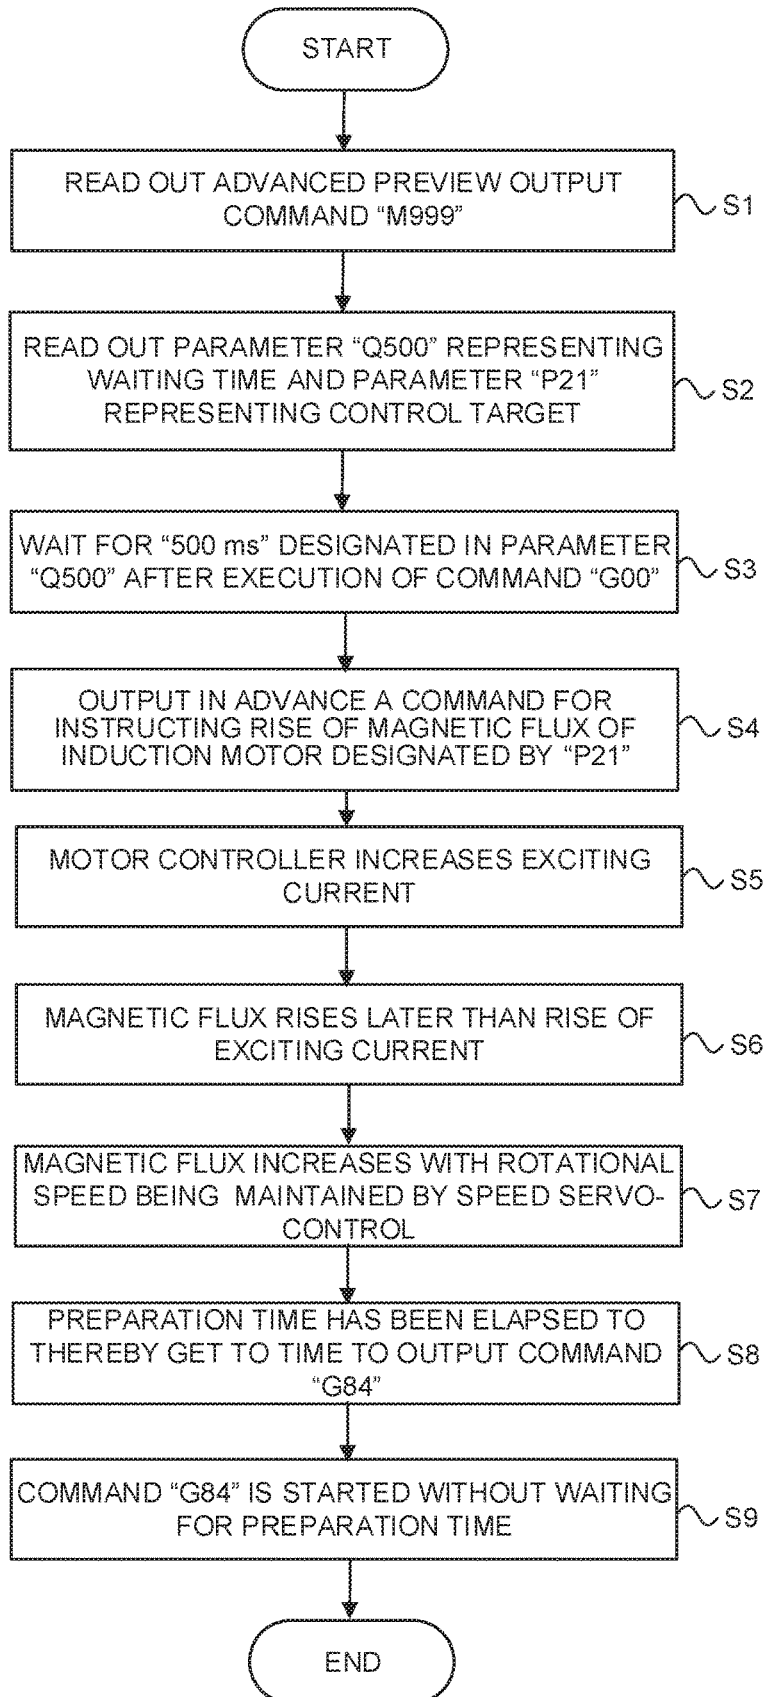 START
READ OUT ADVANCED PREVIEW OUTPUT
COMMAND “M999”
S1
READ OUT PARAMETER “Q500” REPRESENTING
WAITING TIME AND PARAMETER “P21”
REPRESENTING CONTROL TARGET
S2
WAIT FOR “500 ms” DESIGNATED IN PARAMETER
“Q500” AFTER EXECUTION OF COMMAND “G00”
S3
OUTPUT IN ADVANCE A COMMAND FOR
INSTRUCTING RISE OF MAGNETIC FLUX OF
INDUCTION MOTOR DESIGNATED BY “P21”
S4
MOTOR CONTROLLER INCREASES EXCITING
CURRENT
S5
MAGNETIC FLUX RISES LATER THAN RISE OF
EXCITING CURRENT
S6
MAGNETIC FLUX INCREASES WITH ROTATIONAL
SPEED BEING MAINTAINED BY SPEED SERVO-
CONTROL
S7
PREPARATION TIME HAS BEEN ELAPSED TO
THEREBY GET TO TIME TO OUTPUT COMMAND
“G84”
S8
COMMAND “G84” IS STARTED WITHOUT WAITING
FOR PREPARATION TIME
S9
END